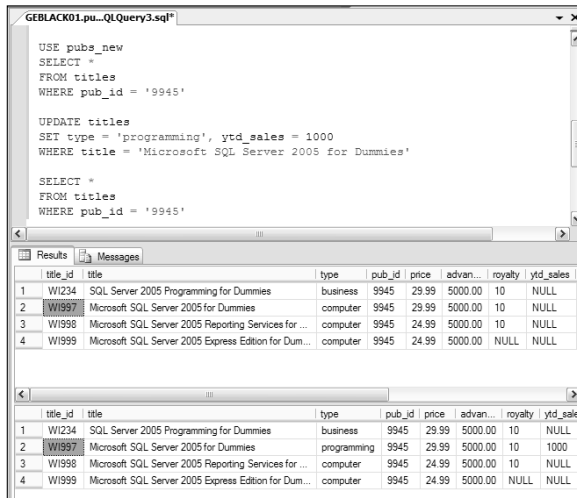 GEBLACK01.pu...QLQuery3.sql*
USE pubs_new
SELECT *
FROM titles
WHERE pub_id = '9945'
UPDATE titles
SET type = 'programming', ytd_sales = 1000
WHERE title = 'Microsoft SQL Server 2005 for Dummies'
SELECT *
FROM titles
WHERE pub_id = '9945'
Results Messages
title_id title type pub_id price advan... royalty ytd_sales
1 WI234 SQL Server 2005 Programming for Dummies business 9945 29.99 5000.00 10 NULL
2 WI997 Microsoft SQL Server 2005 for Dummies computer 9945 29.99 5000.00 10 NULL
3 WI998 Microsoft SQL Server 2005 Reporting Services for ... computer 9945 24.99 5000.00 10 NULL
4 WI999 Microsoft SQL Server 2005 Express Edition for Dum... computer 9945 24.99 5000.00 NULL NULL
title_id title type pub_id price advan... royalty ytd_sale
1 WI234 SQL Server 2005 Programming for Dummies business 9945 29.99 5000.00 10 NULL
2 WI997 Microsoft SQL Server 2005 for Dummies programming 9945 29.99 5000.00 10 1000
3 WI998 Microsoft SQL Server 2005 Reporting Services for ... computer 9945 24.99 5000.00 10 NULL
4 WI999 Microsoft SQL Server 2005 Express Edition for Dum... computer 9945 24.99 5000.00 NULL NULL